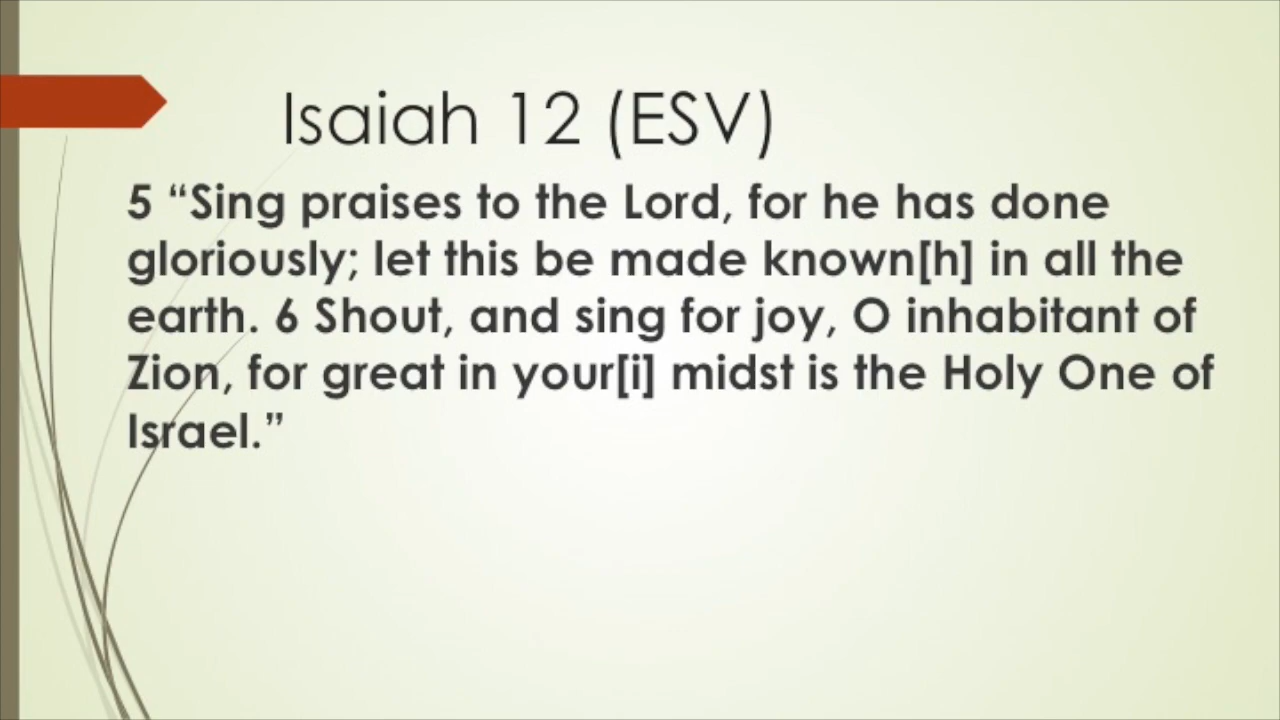 Isaiah 12 (ESV)
5 “Sing praises to the Lord, for he has done
gloriously; let this be made known[h] in all the
earth. 6 Shout, and sing for joy, O inhabitant of
Zion, for great in your[i] midst is the Holy One of
Israel.”